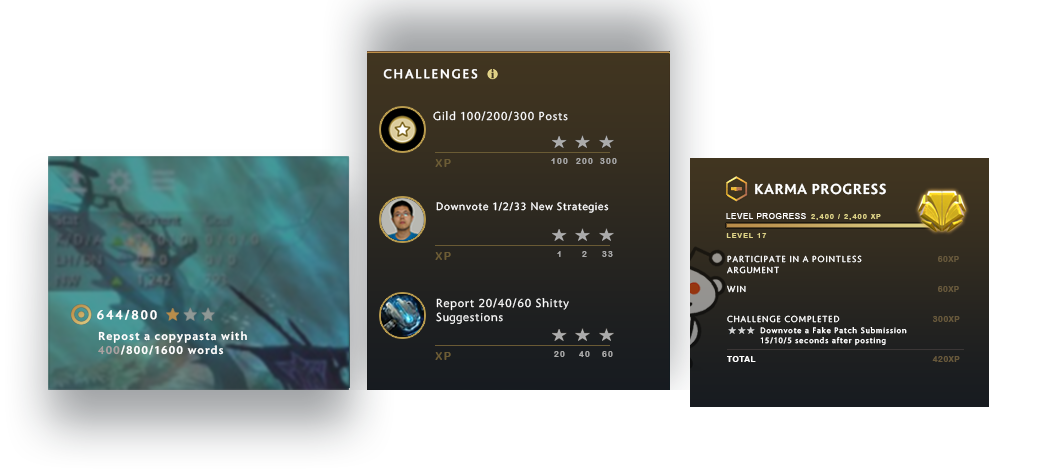 644/800
Repost a copypasta with
400/800/1600 words
CHALLENGES
Gild 100/200/300 Posts
XP
100 200 300
Downvote 1/2/33 New Strategies
XP
1 2 33
Report 20/40/60 Shitty
Suggestions
XP
20 40 60
KARMA PROGRESS
LEVEL PROGRESS 2,400 / 2,400 XP
LEVEL 17
PARTICIPATE IN A POINTLESS 60XP
ARGUMENT
WIN 60XP
CHALLENGE COMPLETED 300XP
Downvote a Fake Patch Submission
15/10/5 seconds after posting
TOTAL 420XP